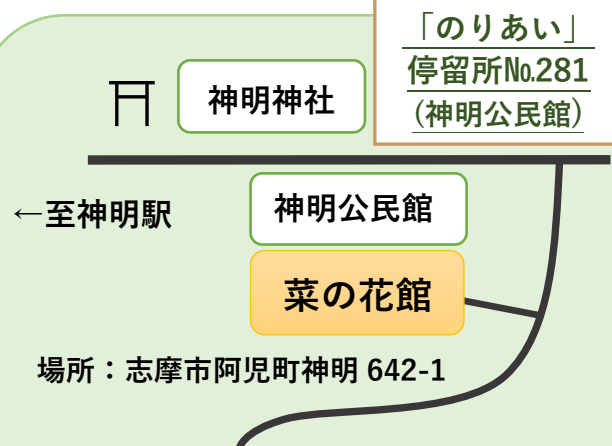 「のりあい」
停留所№281
(神明公民館)
神明神社
←至神明駅
神明公民館
菜の花館
場所：志摩市阿児町神明 642-1